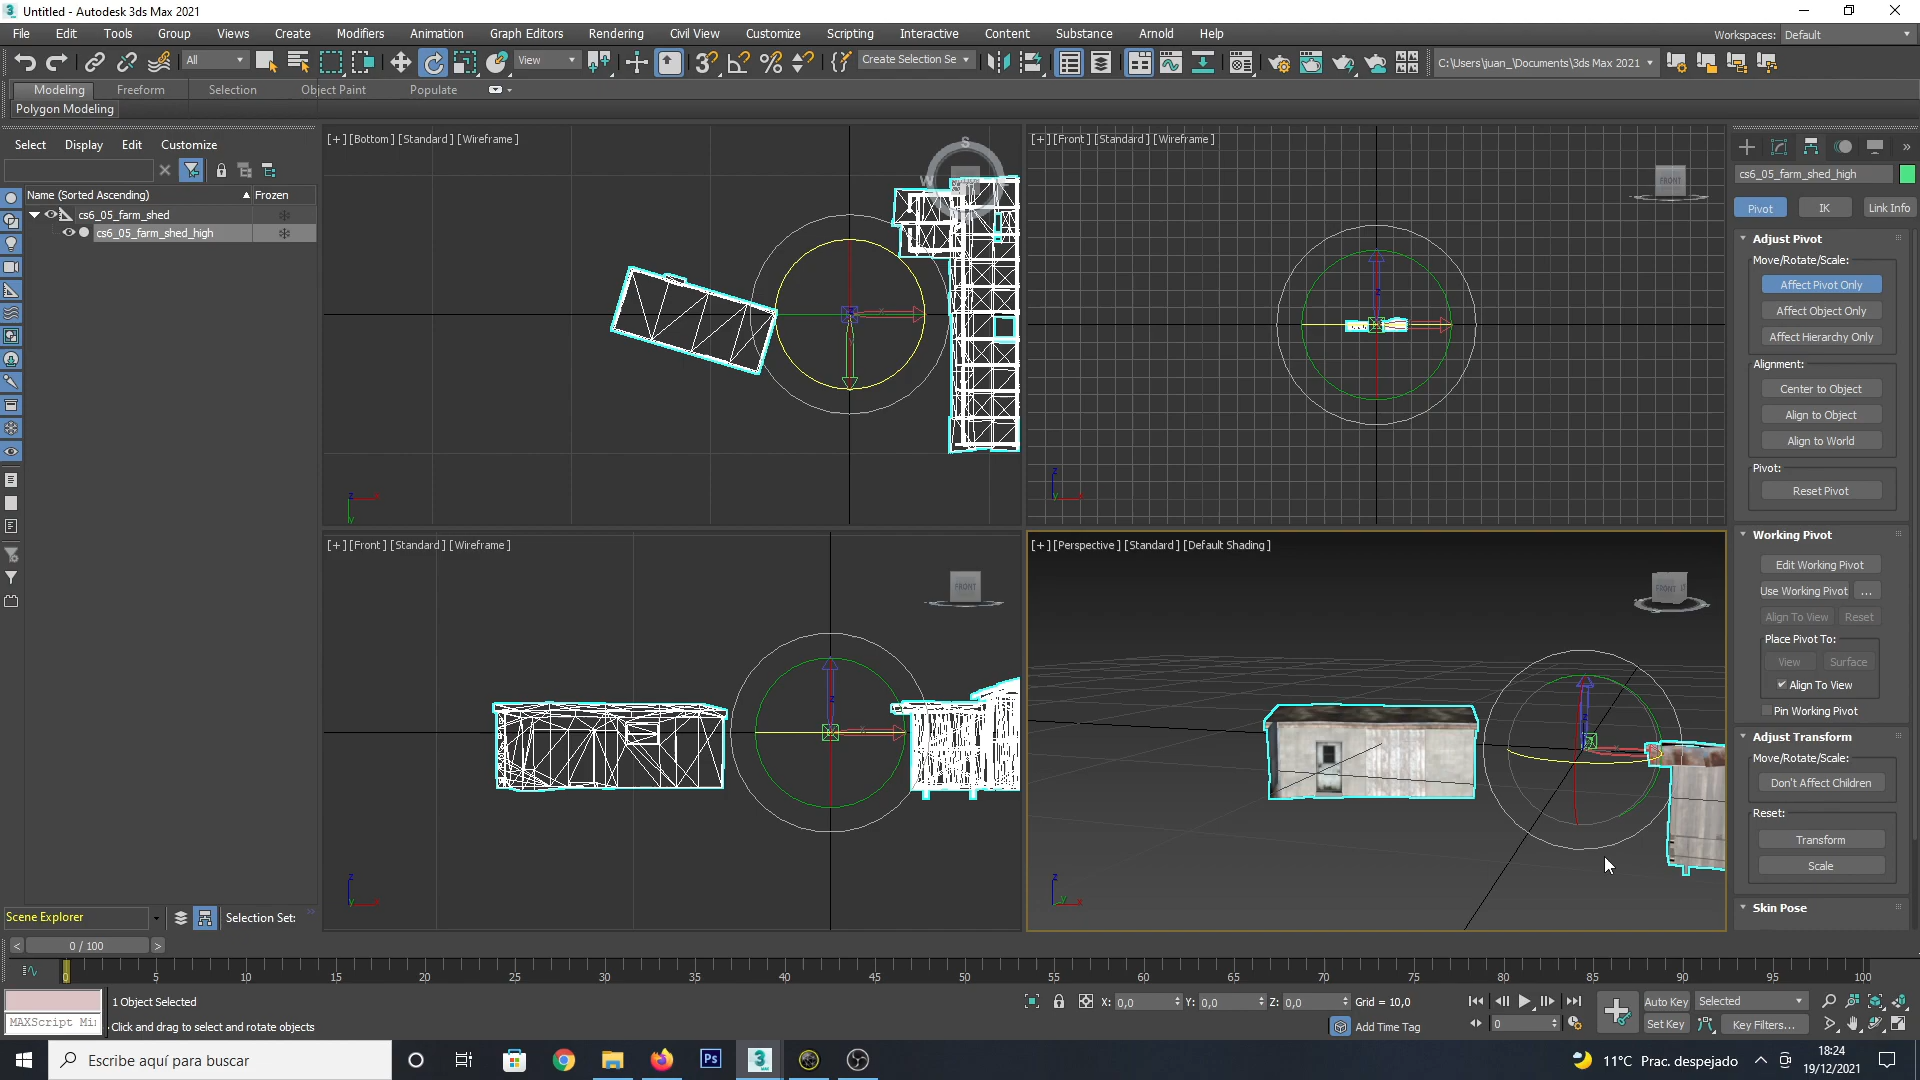 Untitled - Autodesk 3ds Max 2021
File Edit Tools Group Views Create Modifiers Animation Graph Editors Rendering Civil View Customize Scripting Interactive Content Substance Arnold Help Workspaces: Default
All View Create Selection Se C:\Users\juan_\Documents\3ds Max 2021
Modeling Freeform Selection Object Paint Populate
Polygon Modeling
Select Display Edit Customize
Name (Sorted Ascending) Frozen
cs6_05_farm_shed
cs6_05_farm_shed_high
Scene Explorer Selection Set:
[+] [Bottom] [Standard] [Wireframe]
S
W
[+] [Front] [Standard] [Wireframe]
FRONT
[+] [Front] [Standard] [Wireframe]
FRONT
[+] [Perspective] [Standard] [Default Shading]
FRONT
cs6_05_farm_shed_high
Pivot IK Link Info
Adjust Pivot
Move/Rotate/Scale:
Affect Pivot Only
Affect Object Only
Affect Hierarchy Only
Alignment:
Center to Object
Align to Object
Align to World
Pivot:
Reset Pivot
Working Pivot
Edit Working Pivot
Use Working Pivot ...
Align To View Reset
Place Pivot To:
View Surface
Align To View
Pin Working Pivot
Adjust Transform
Move/Rotate/Scale:
Don't Affect Children
Reset:
Transform
Scale
Skin Pose
< 0 / 100 >
0 5 10 15 20 25 30 35 40 45 50 55 60 65 70 75 80 85 90 95 100
1 Object Selected X: 0,0 Y: 0,0 Z: 0,0 Grid = 10,0 Auto Key Selected
MAXScript Mi Click and drag to select and rotate objects Add Time Tag 0 Set Key Key Filters...
Escribe aquí para buscar
Ps
3
MAX
11°C Prac. despejado
18:24
19/12/2021